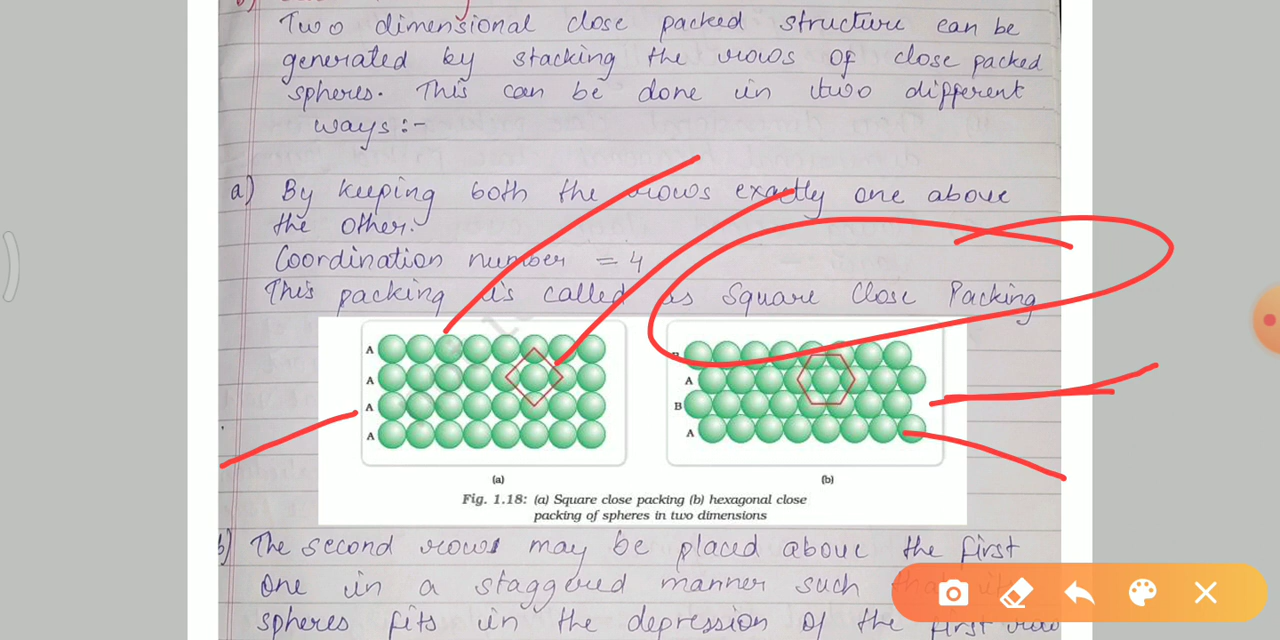 Two dimensional close packed structure can be
generated by stacking the rows of close packed
spheres. This can be done in two different
ways :-
a) By keeping both the rows exactly one above
the other.
Coordination number = 4
This packing is called as Square Close Packing
A
A
A
A
B
A
B
A
(a)
(b)
Fig. 1.18: (a) Square close packing (b) hexagonal close
packing of spheres in two dimensions
b) The second rows may be placed above the first
one in a staggered manner such that its
spheres fits in the depression of the first row